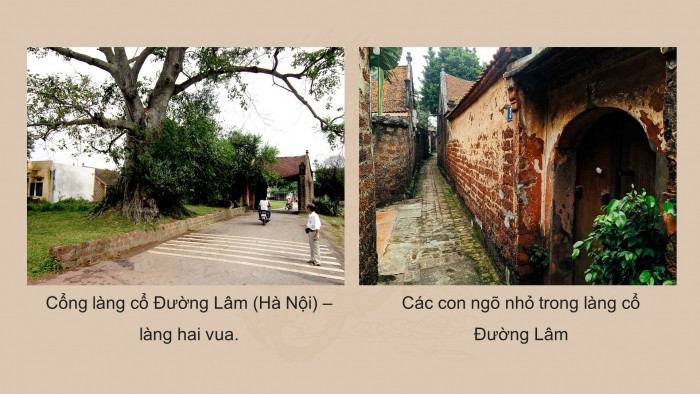 Cổng làng cổ Đường Lâm (Hà Nội) –
làng hai vua.
Các con ngõ nhỏ trong làng cổ
Đường Lâm